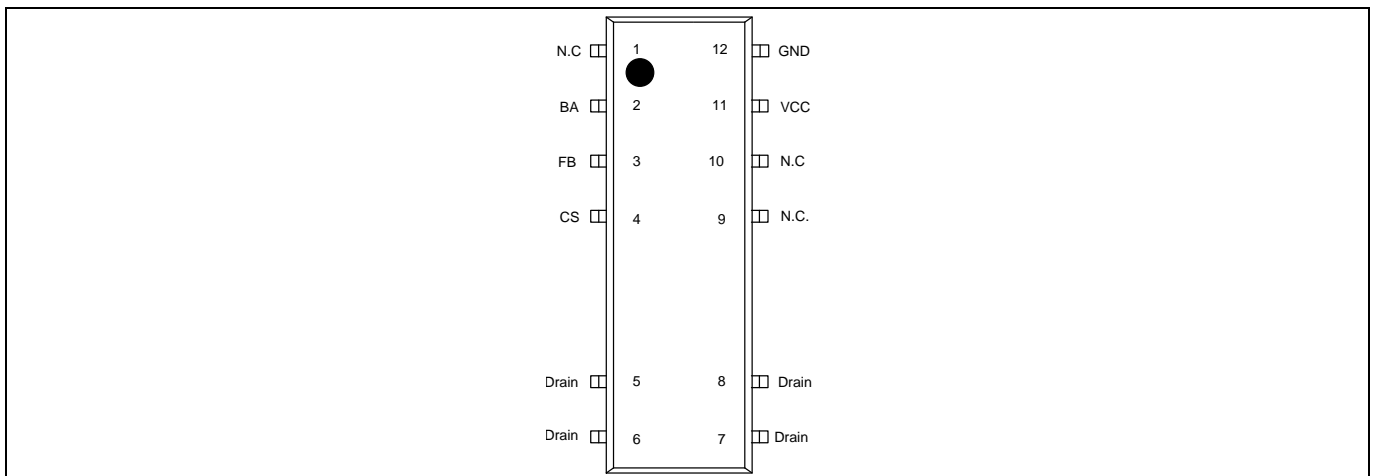 N.C 1 12 GND
BA 2 11 VCC
FB 3 10 N.C
CS 4 9 N.C.
Drain 5 8 Drain
Drain 6 7 Drain